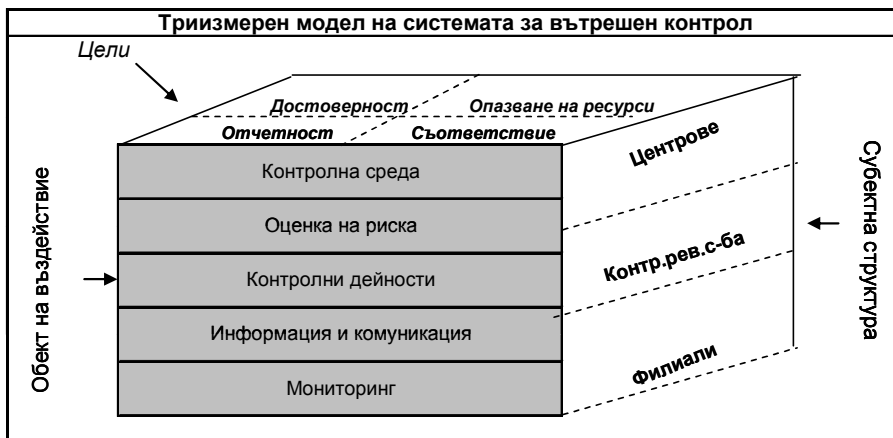 Триизмерен модел на системата за вътрешен контрол
Цели
Достоверност
Опазване на ресурси
Отчетност
Съответствие
Контролна среда
Оценка на риска
Контролни дейности
Информация и комуникация
Мониторинг
Центрове
Контр.рев.с-ба
Филиали
Обект на въздействие
Субектна структура